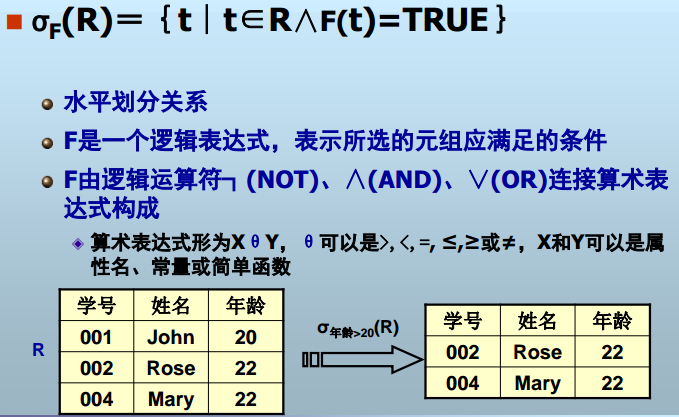 σF(R)＝｛t｜t∈R∧F(t)=TRUE｝
水平划分关系
F是一个逻辑表达式，表示所选的元组应满足的条件
F由逻辑运算符┓(NOT)、∧(AND)、∨(OR)连接算术表
达式构成
算术表达式形为X θ Y， θ 可以是>,<,=, ≤,≥或≠，X和Y可以是属
性名、常量或简单函数
R
学号 姓名 年龄
001 John 20
002 Rose 22
004 Mary 22
σ年龄>20(R)
学号 姓名 年龄
002 Rose 22
004 Mary 22